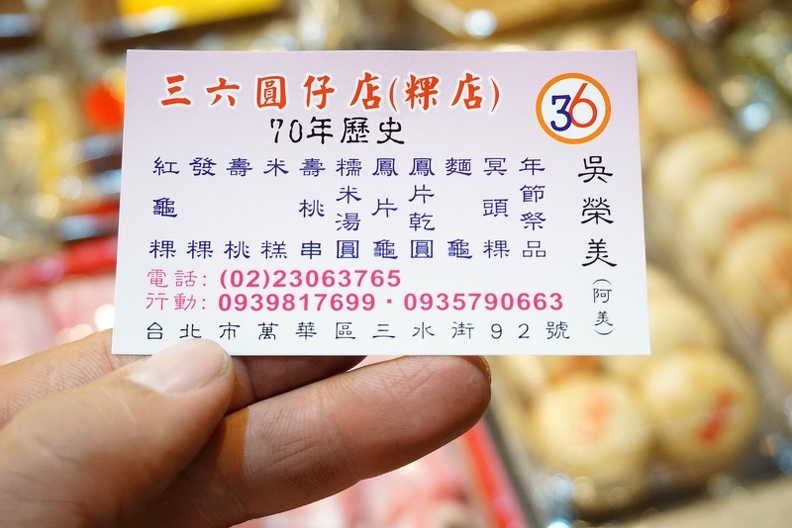 三六圓仔店(粿店)
36
70年歷史
紅龜粿
發粿
壽桃
米糕
壽桃串
糯米湯圓
鳳片龜
鳳片乾圓
麵龜
冥頭粿
年節祭品
吳榮美(阿美)
電話: (02)23063765
行動: 0939817699・0935790663
台北市萬華區三水街92號